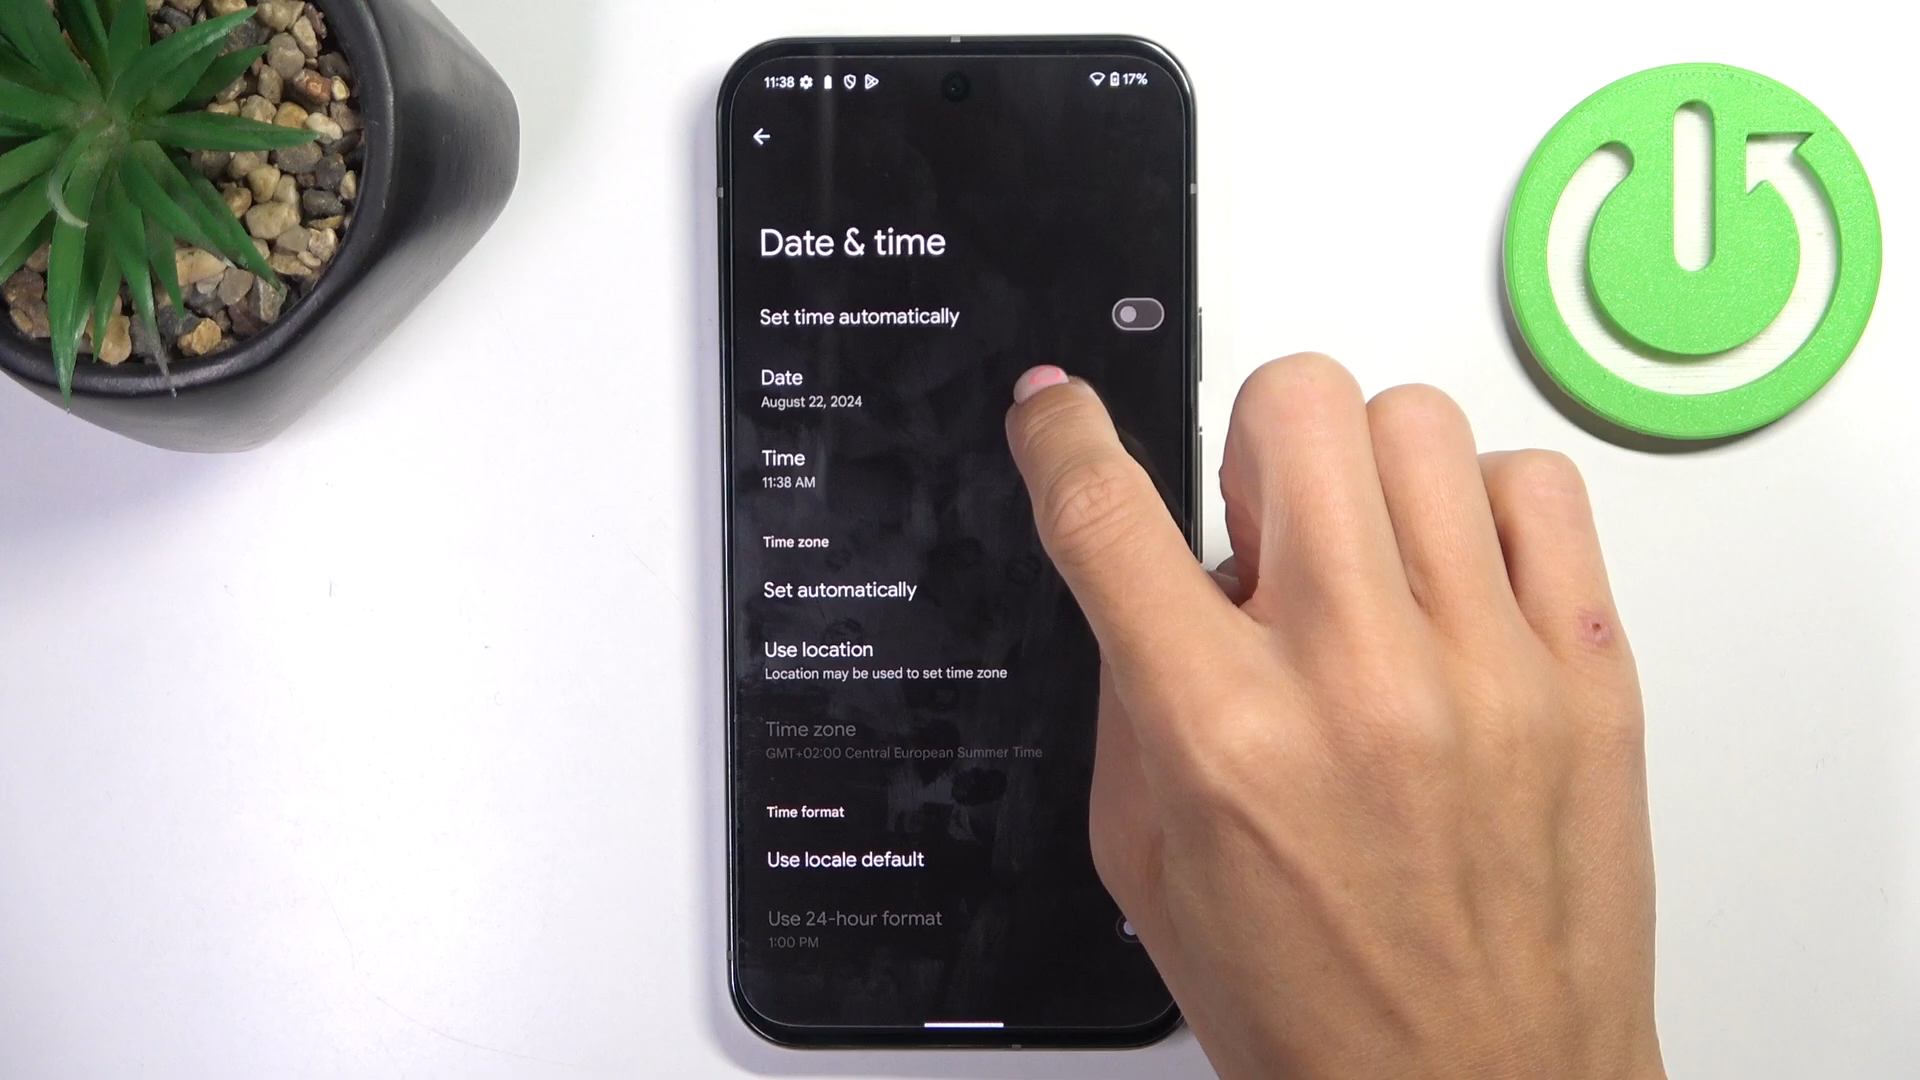 11:38 17%
Date & time
Set time automatically
Date
August 22, 2024
Time
11:38 AM
Time zone
Set automatically
Use location
Location may be used to set time zone
Time zone
GMT+02:00 Central European Summer Time
Time format
Use locale default
Use 24-hour format
1:00 PM